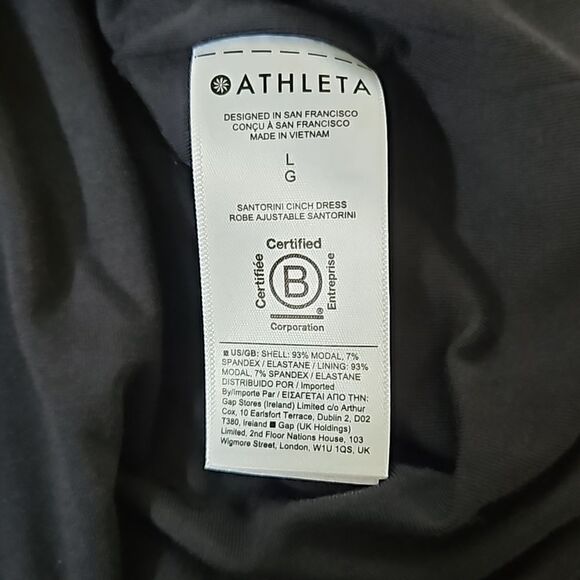 ATHLETA
DESIGNED IN SAN FRANCISCO
CONÇU À SAN FRANCISCO
MADE IN VIETNAM
L
G
SANTORINI CINCH DRESS
ROBE AJUSTABLE SANTORINI
Certified
Certifiée
B
®
Entreprise
Corporation
US/GB: SHELL: 93% MODAL, 7%
SPANDEX / ELASTANE / LINING: 93%
MODAL, 7% SPANDEX / ELASTANE
DISTRIBUIDO POR / Imported
By/Importe Par / ΕΙΣΑΓΕΤΑΙ ΑΠΟ ΤΗΝ:
Gap Stores (Ireland) Limited c/o Arthur
Cox, 10 Earlsfort Terrace, Dublin 2, D02
T380, Ireland ■ Gap (UK Holdings)
Limited, 2nd Floor Nations House, 103
Wigmore Street, London, W1U 1QS, UK